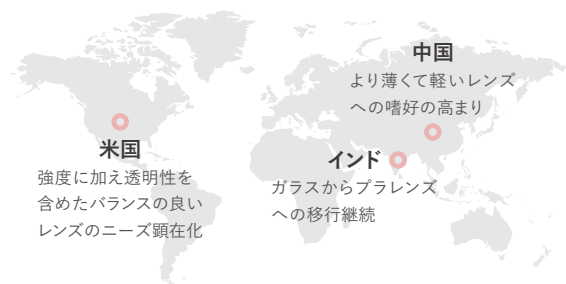 中国
より薄くて軽いレンズ
への嗜好の高まり
米国
強度に加え透明性を
含めたバランスの良い
レンズのニーズ顕在化
インド
ガラスからプラレンズ
への移行継続